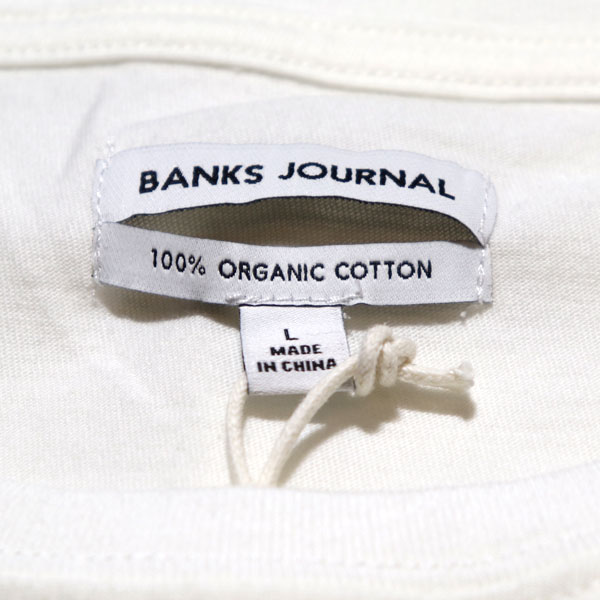 BANKS JOURNAL
100% ORGANIC COTTON
L
MADE
IN CHINA